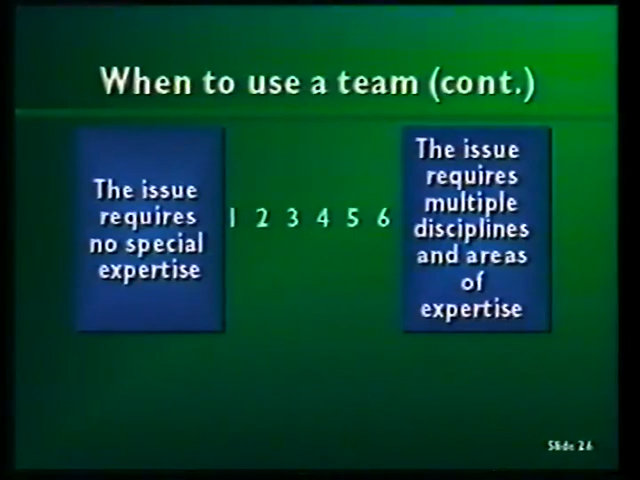 When to use a team (cont.)
The issue
requires
no special
expertise
1 2 3 4 5 6
The issue
requires
multiple
disciplines
and areas
of
expertise
Slide 26